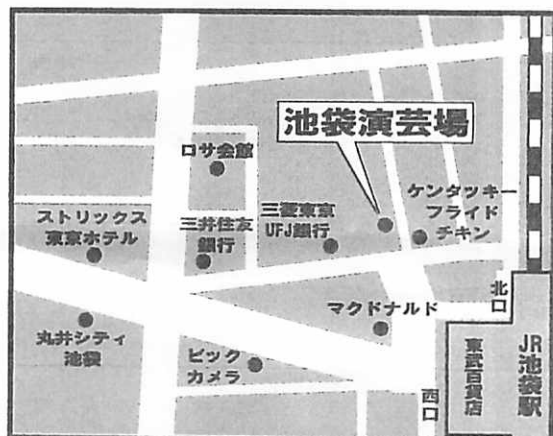 池袋演芸場
ロサ会館
ケンタッキー
フライド
チキン
ストリックス
東京ホテル
三井住友
銀行
三菱東京
UFJ銀行
北口
マクドナルド
丸井シティ
池袋
ビック
カメラ
西口
東武百貨店
JR池袋駅